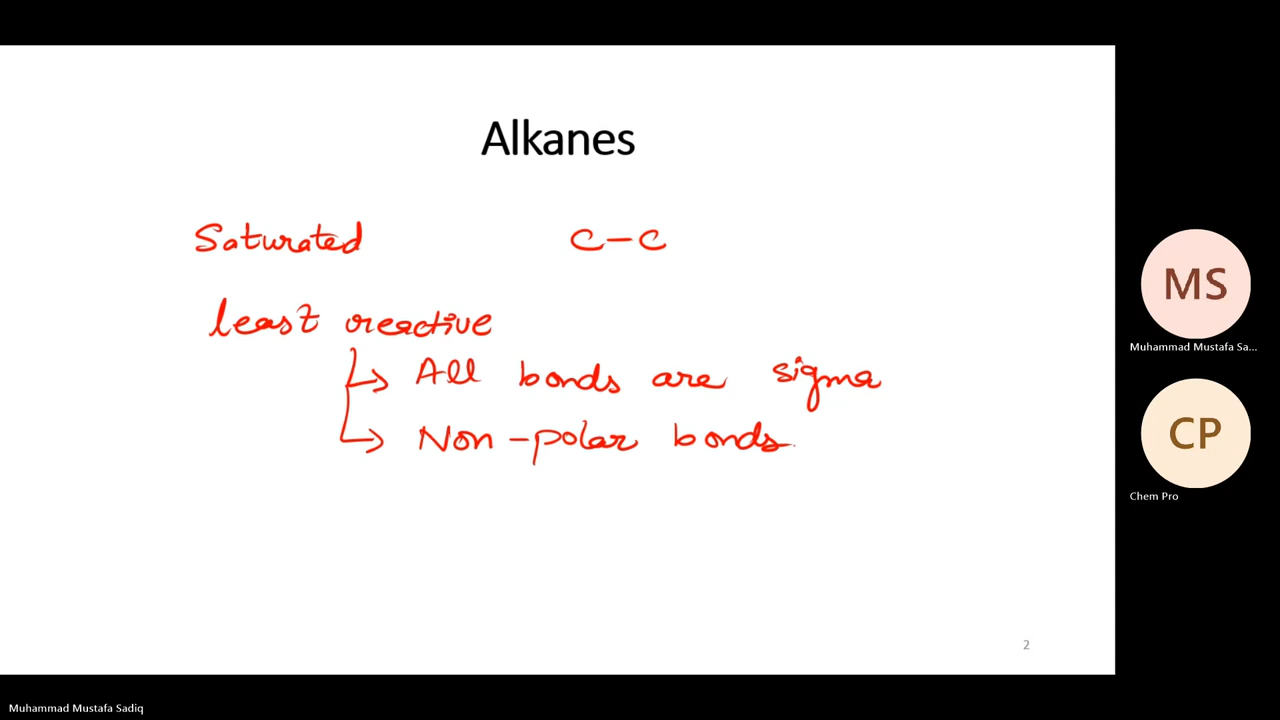 Alkanes
Saturated C-C
least reactive
↳ All bonds are sigma
↳ Non-polar bonds.
2
MS
Muhammad Mustafa Sa...
CP
Chem Pro
Muhammad Mustafa Sadiq